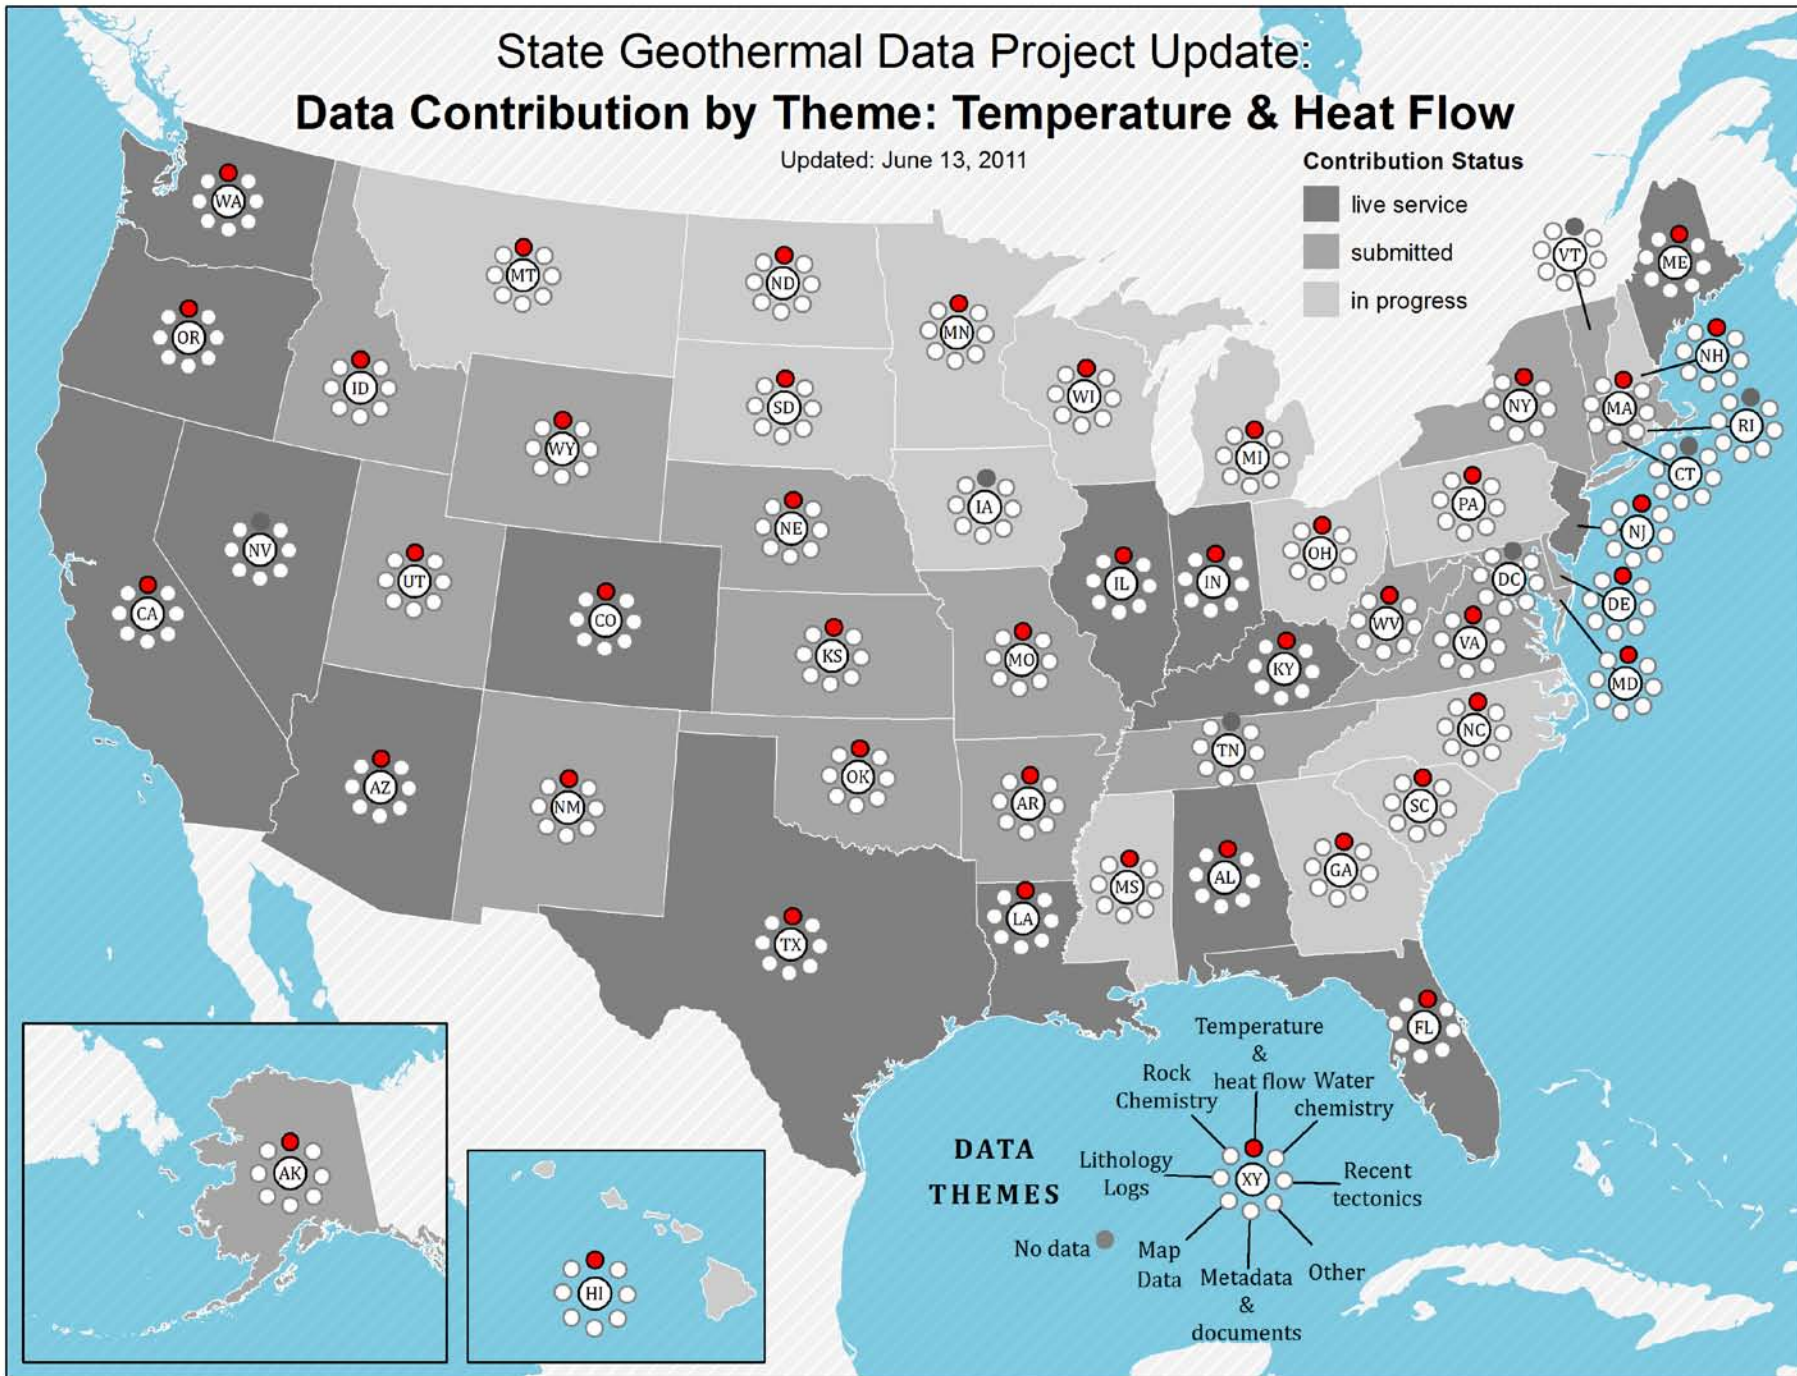 State Geothermal Data Project Update:
Data Contribution by Theme: Temperature & Heat Flow
Updated: June 13, 2011
Contribution Status
live service
submitted
in progress
WA
MT
ND
MN
VT
ME
OR
ID
WY
SD
WI
MI
NY
MA
NH
RI
CT
NV
UT
CO
NE
IA
IL
IN
OH
PA
NJ
CA
KS
MO
KY
WV
VA
DC
DE
MD
AZ
NM
OK
AR
TN
NC
SC
TX
LA
MS
AL
GA
FL
AK
HI
DATA
THEMES
No data
Temperature
&
heat flow
Water
chemistry
Rock
Chemistry
Lithology
Logs
XY
Recent
tectonics
Map
Data
Metadata
&
documents
Other